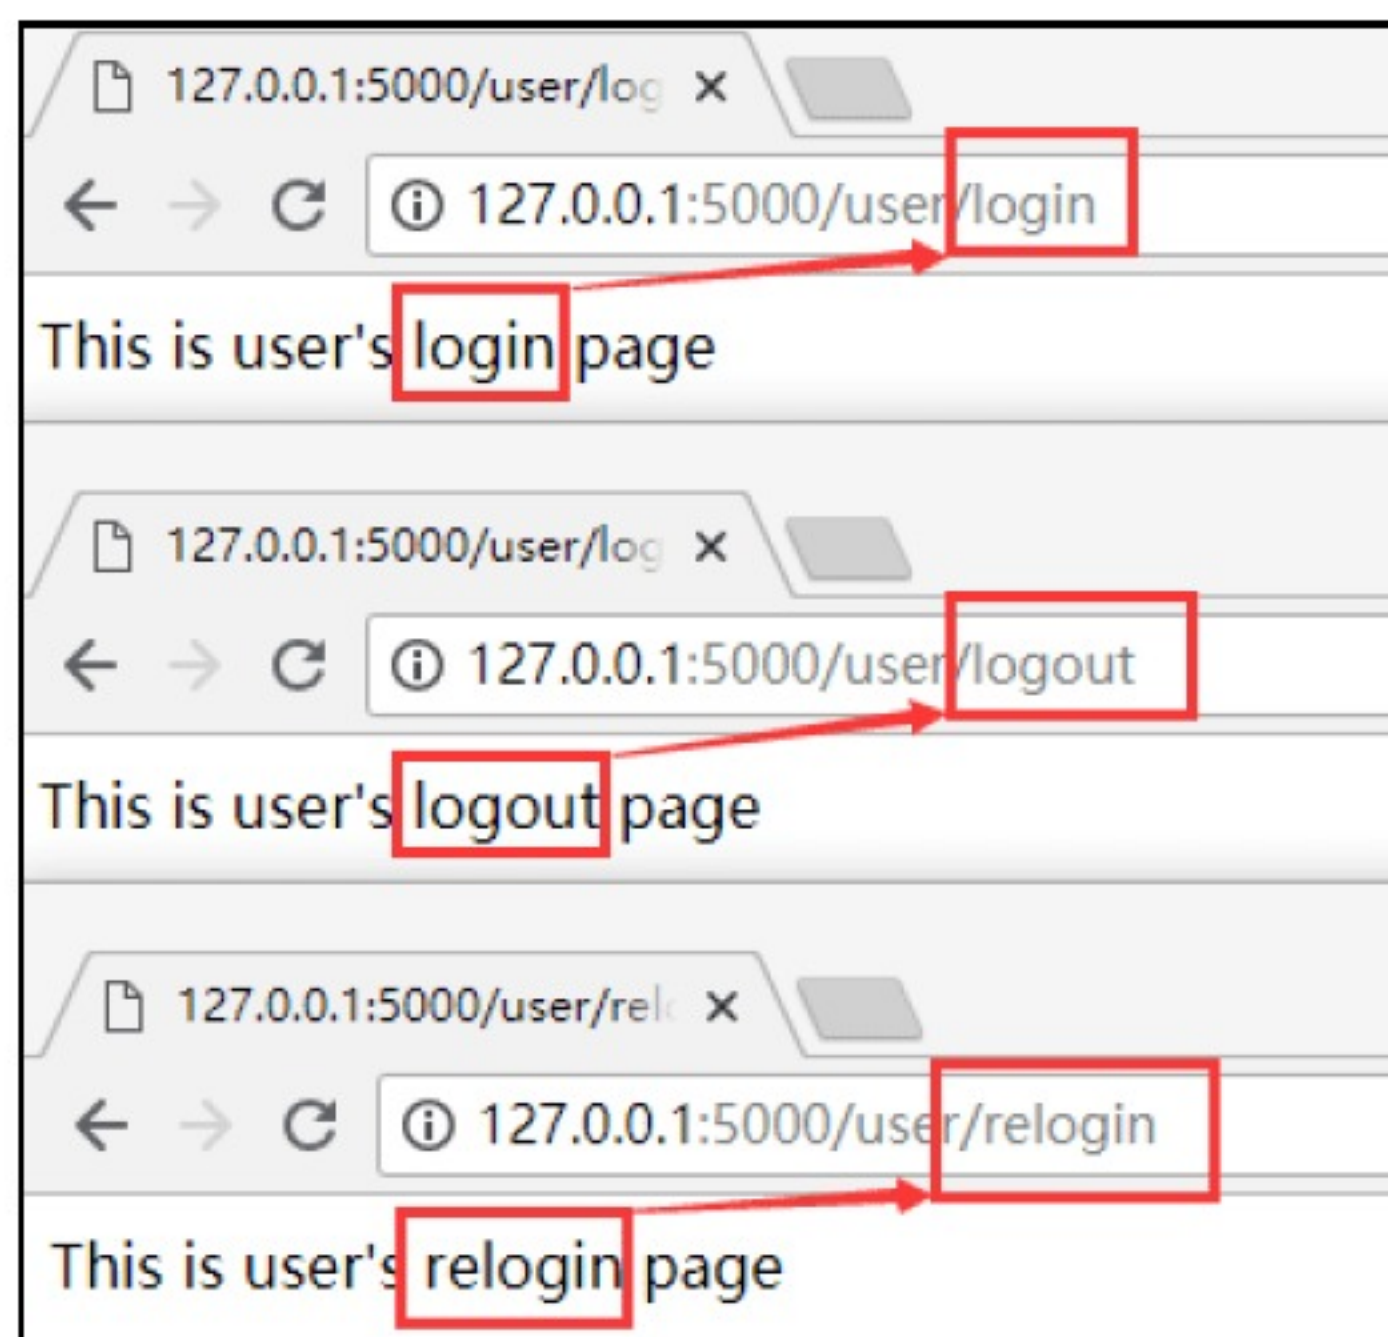 127.0.0.1:5000/user/log
127.0.0.1:5000/user/login
This is user's login page
127.0.0.1:5000/user/log
127.0.0.1:5000/user/logout
This is user's logout page
127.0.0.1:5000/user/relo
127.0.0.1:5000/user/relogin
This is user's relogin page